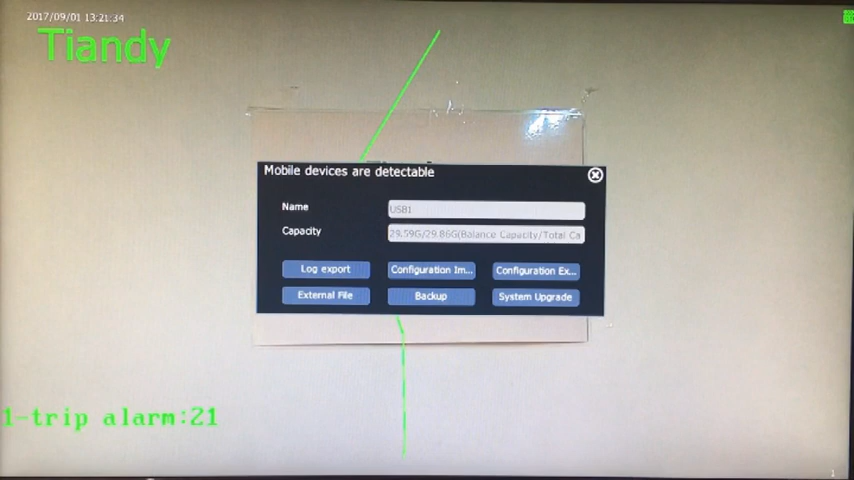 2017/09/01 13:21:34
Tiandy
Mobile devices are detectable
Name
USB1
Capacity
29.59G/29.86G(Balance Capacity/Total Ca
Log export
Configuration Im...
Configuration Ex...
External File
Backup
System Upgrade
1-trip alarm:21
1